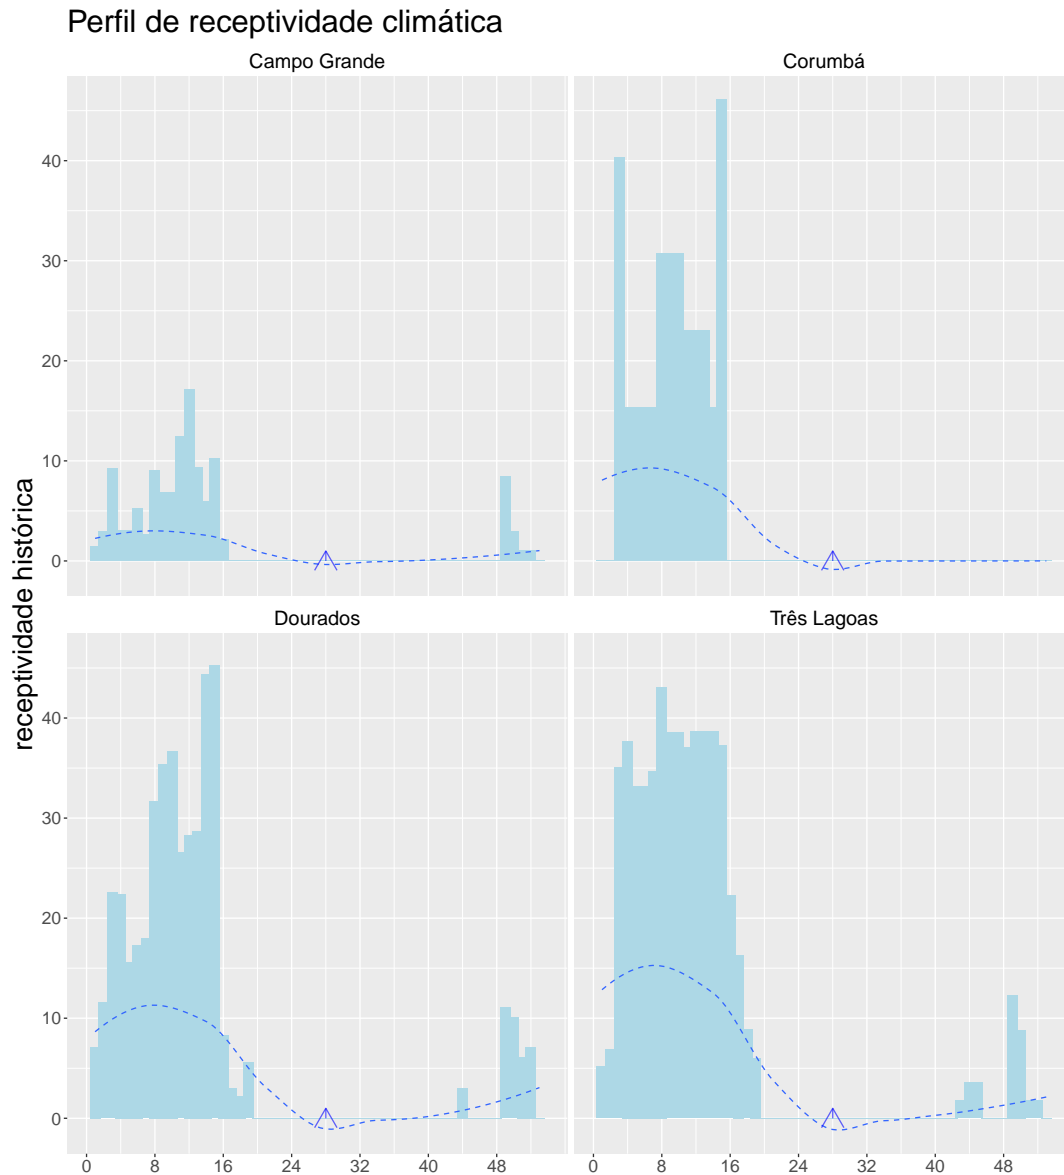 Perfil de receptividade climática
Campo Grande
Corumbá
40
30
20
10
0
receptividade histórica
Dourados
Três Lagoas
40
30
20
10
0
0 8 16 24 32 40 48
0 8 16 24 32 40 48